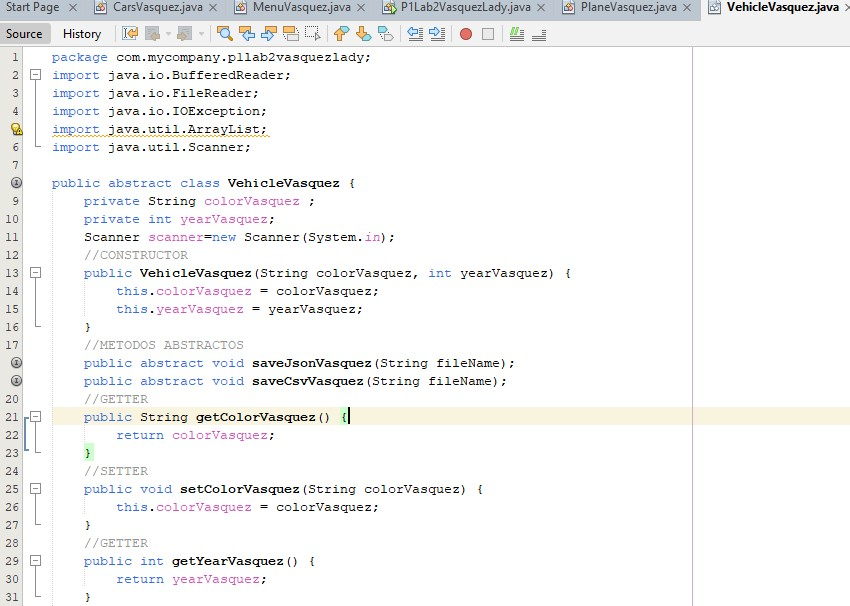 Start Page CarsVasquez.java MenuVasquez.java P1Lab2VasquezLady.java PlaneVasquez.java VehicleVasquez.java
Source History
1 package com.mycompany.p1lab2vasquezlady;
2 import java.io.BufferedReader;
3 import java.io.FileReader;
4 import java.io.IOException;
import java.util.ArrayList;
6 import java.util.Scanner;
7
public abstract class VehicleVasquez {
9 private String colorVasquez ;
10 private int yearVasquez;
11 Scanner scanner=new Scanner(System.in);
12 //CONSTRUCTOR
13 public VehicleVasquez(String colorVasquez, int yearVasquez) {
14 this.colorVasquez = colorVasquez;
15 this.yearVasquez = yearVasquez;
16 }
17 //METODOS ABSTRACTOS
public abstract void saveJsonVasquez(String fileName);
public abstract void saveCsvVasquez(String fileName);
20 //GETTER
21 public String getColorVasquez() {
22 return colorVasquez;
23 }
24 //SETTER
25 public void setColorVasquez(String colorVasquez) {
26 this.colorVasquez = colorVasquez;
27 }
28 //GETTER
29 public int getYearVasquez() {
30 return yearVasquez;
31 }